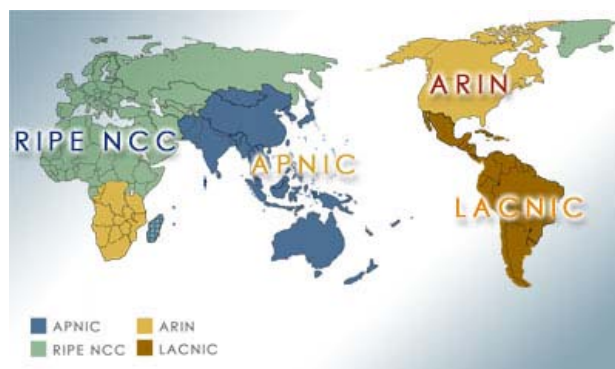 ARIN
RIPE NCC
APNIC
LACNIC
APNIC ARIN
RIPE NCC LACNIC